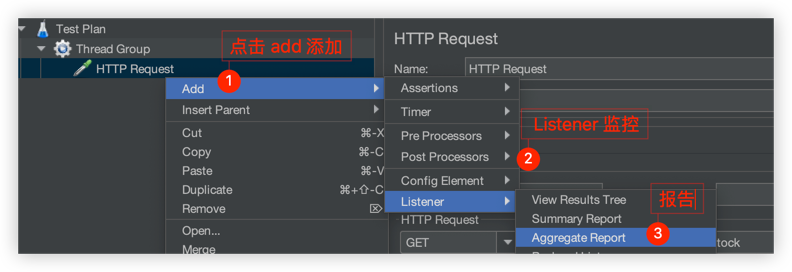 Test Plan
Thread Group
HTTP Request
点击 add 添加
1
HTTP Request
Name: HTTP Request
Add
Insert Parent
Cut ⌘-X
Copy ⌘-C
Paste ⌘-V
Duplicate ⌘+⇧-C
Remove ⌦
Open...
Merge
Assertions
Timer
Pre Processors
Post Processors
Config Element
Listener
Listener 监控
2
HTTP Request
GET
View Results Tree
Summary Report
Aggregate Report
报告
3
tock